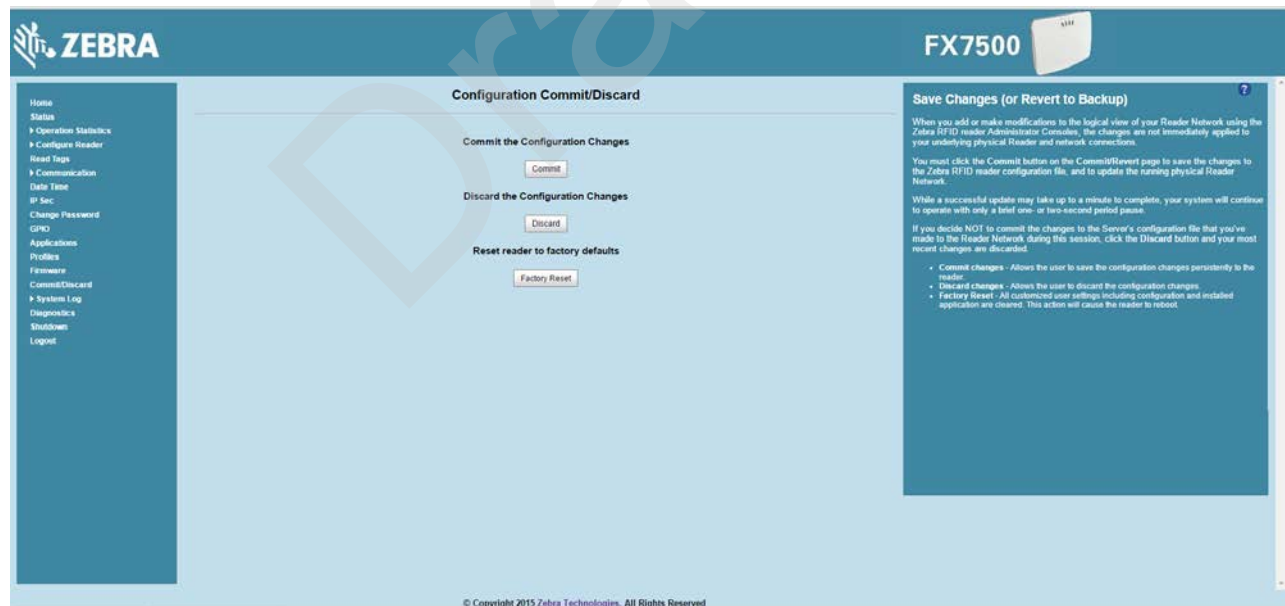 ZEBRA
FX7500
Home
Status
Operation Statistics
Configure Reader
Read Tags
Communication
Date Time
IP Sec
Change Password
GPIO
Applications
Profiles
Firmware
Commit/Discard
System Log
Diagnostics
Shutdown
Logout
Configuration Commit/Discard
Commit the Configuration Changes
Commit
Discard the Configuration Changes
Discard
Reset reader to factory defaults
Factory Reset
?
Save Changes (or Revert to Backup)
When you add or make modifications to the logical view of your Reader Network using the
Zebra RFID reader Administrator Consoles, the changes are not immediately applied to
your underlying physical Reader and network connections.
You must click the Commit button on the Commit/Revert page to save the changes to
the Zebra RFID reader configuration file, and to update the running physical Reader
Network.
While a successful update may take up to a minute to complete, your system will continue
to operate with only a brief one- or two-second period pause.
If you decide NOT to commit the changes to the Server's configuration file that you've
made to the Reader Network during this session, click the Discard button and your most
recent changes are discarded.
• Commit changes - Allows the user to save the configuration changes persistently to the
reader.
• Discard changes - Allows the user to discard the configuration changes.
• Factory Reset - All customized user settings including configuration and installed
application are cleared. This action will cause the reader to reboot.
© Copyright 2015 Zebra Technologies. All Rights Reserved